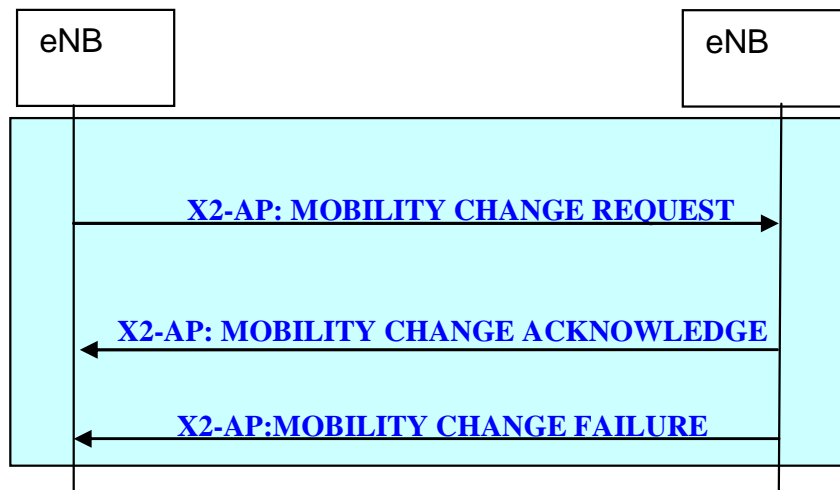 eNB
eNB
X2-AP: MOBILITY CHANGE REQUEST
X2-AP: MOBILITY CHANGE ACKNOWLEDGE
X2-AP:MOBILITY CHANGE FAILURE